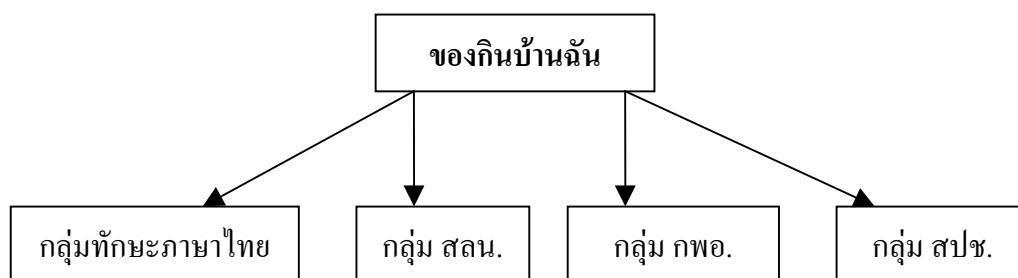 ของกินบ้านฉัน
กลุ่มทักษะภาษาไทย
กลุ่ม สลน.
กลุ่ม กพอ.
กลุ่ม สปช.